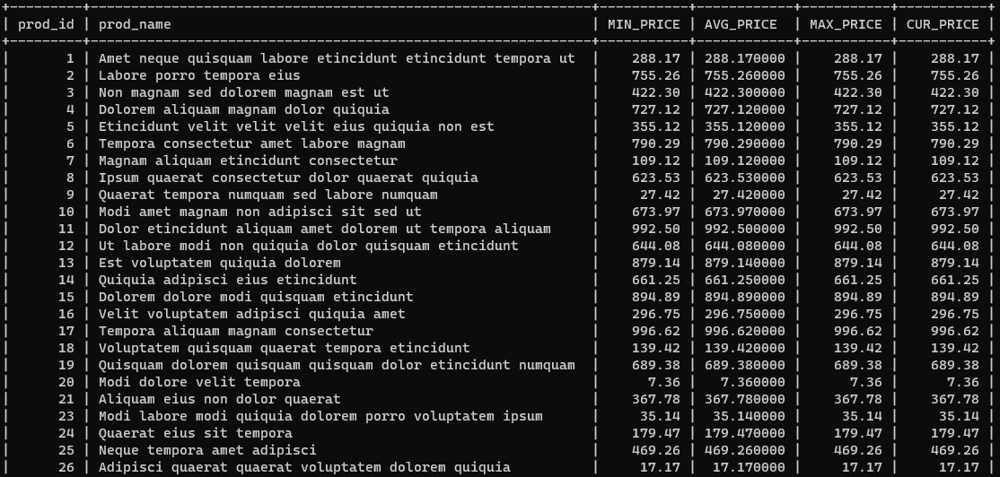 +---------+--------------------------------------------------------------+-----------+------------+-----------+-----------+
| prod_id | prod_name                                                    | MIN_PRICE | AVG_PRICE  | MAX_PRICE | CUR_PRICE |
+---------+--------------------------------------------------------------+-----------+------------+-----------+-----------+
|       1 | Amet neque quisquam labore etincidunt etincidunt tempora ut  |    288.17 | 288.170000 |    288.17 |    288.17 |
|       2 | Labore porro tempora eius                                    |    755.26 | 755.260000 |    755.26 |    755.26 |
|       3 | Non magnam sed dolorem magnam est ut                         |    422.30 | 422.300000 |    422.30 |    422.30 |
|       4 | Dolorem aliquam magnam dolor quiquia                         |    727.12 | 727.120000 |    727.12 |    727.12 |
|       5 | Etincidunt velit velit velit eius quiquia non est            |    355.12 | 355.120000 |    355.12 |    355.12 |
|       6 | Tempora consectetur amet labore magnam                       |    790.29 | 790.290000 |    790.29 |    790.29 |
|       7 | Magnam aliquam etincidunt consectetur                        |    109.12 | 109.120000 |    109.12 |    109.12 |
|       8 | Ipsum quaerat consectetur dolor quaerat quiquia              |    623.53 | 623.530000 |    623.53 |    623.53 |
|       9 | Quaerat tempora numquam sed labore numquam                   |     27.42 |  27.420000 |     27.42 |     27.42 |
|      10 | Modi amet magnam non adipisci sit sed ut                     |    673.97 | 673.970000 |    673.97 |    673.97 |
|      11 | Dolor etincidunt aliquam amet dolorem ut tempora aliquam     |    992.50 | 992.500000 |    992.50 |    992.50 |
|      12 | Ut labore modi non quiquia dolor quisquam etincidunt         |    644.08 | 644.080000 |    644.08 |    644.08 |
|      13 | Est voluptatem quiquia dolorem                               |    879.14 | 879.140000 |    879.14 |    879.14 |
|      14 | Quiquia adipisci eius etincidunt                             |    661.25 | 661.250000 |    661.25 |    661.25 |
|      15 | Dolorem dolore modi quisquam etincidunt                      |    894.89 | 894.890000 |    894.89 |    894.89 |
|      16 | Velit voluptatem adipisci quiquia amet                       |    296.75 | 296.750000 |    296.75 |    296.75 |
|      17 | Tempora aliquam magnam consectetur                           |    996.62 | 996.620000 |    996.62 |    996.62 |
|      18 | Voluptatem quisquam quaerat tempora etincidunt               |    139.42 | 139.420000 |    139.42 |    139.42 |
|      19 | Quisquam dolorem quisquam quisquam dolor etincidunt numquam  |    689.38 | 689.380000 |    689.38 |    689.38 |
|      20 | Modi dolore velit tempora                                    |      7.36 |   7.360000 |      7.36 |      7.36 |
|      21 | Aliquam eius non dolor quaerat                               |    367.78 | 367.780000 |    367.78 |    367.78 |
|      23 | Modi labore modi quiquia dolorem porro voluptatem ipsum      |     35.14 |  35.140000 |     35.14 |     35.14 |
|      24 | Quaerat eius sit tempora                                     |    179.47 | 179.470000 |    179.47 |    179.47 |
|      25 | Neque tempora amet adipisci                                  |    469.26 | 469.260000 |    469.26 |    469.26 |
|      26 | Adipisci quaerat quaerat voluptatem dolorem quiquia          |     17.17 |  17.170000 |     17.17 |     17.17 |